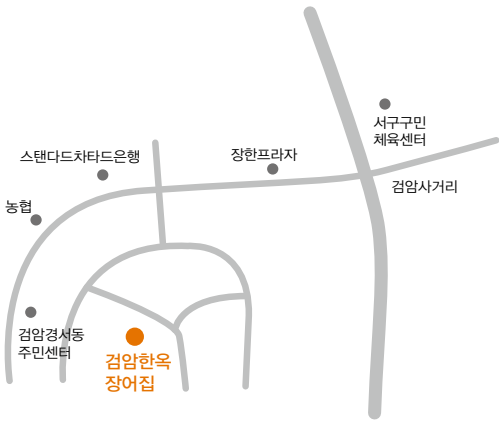 서구구민
체육센터
스탠다드차타드은행
장한프라자
검암사거리
농협
검암경서동
주민센터
검암한옥
장어집